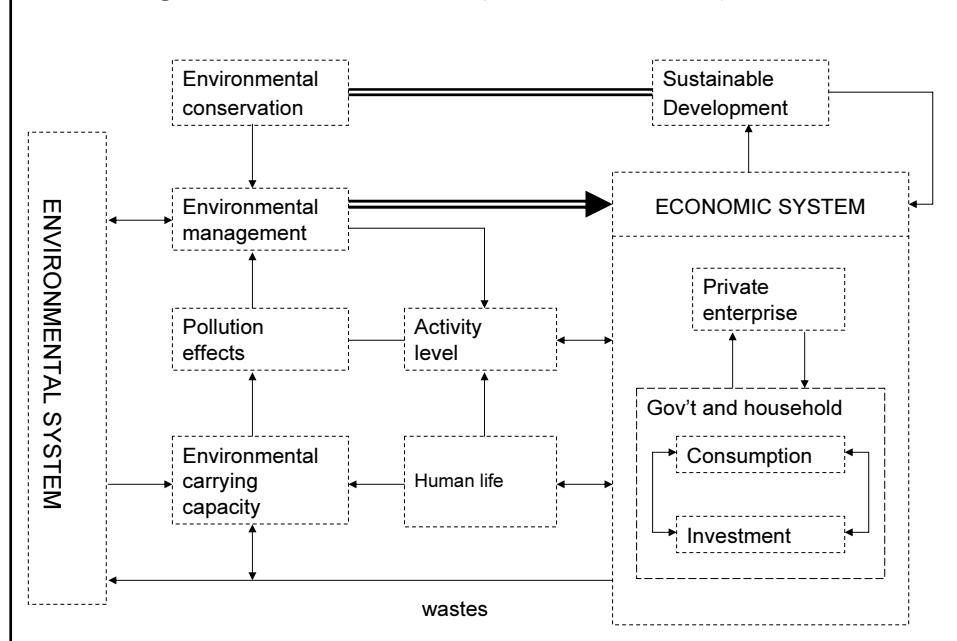 Environmental
conservation
Sustainable
Development
ENVIRONMENTAL SYSTEM
Environmental
management
ECONOMIC SYSTEM
Private
enterprise
Pollution
effects
Activity
level
Gov't and household
Consumption
Environmental
carrying
capacity
Human life
Investment
wastes